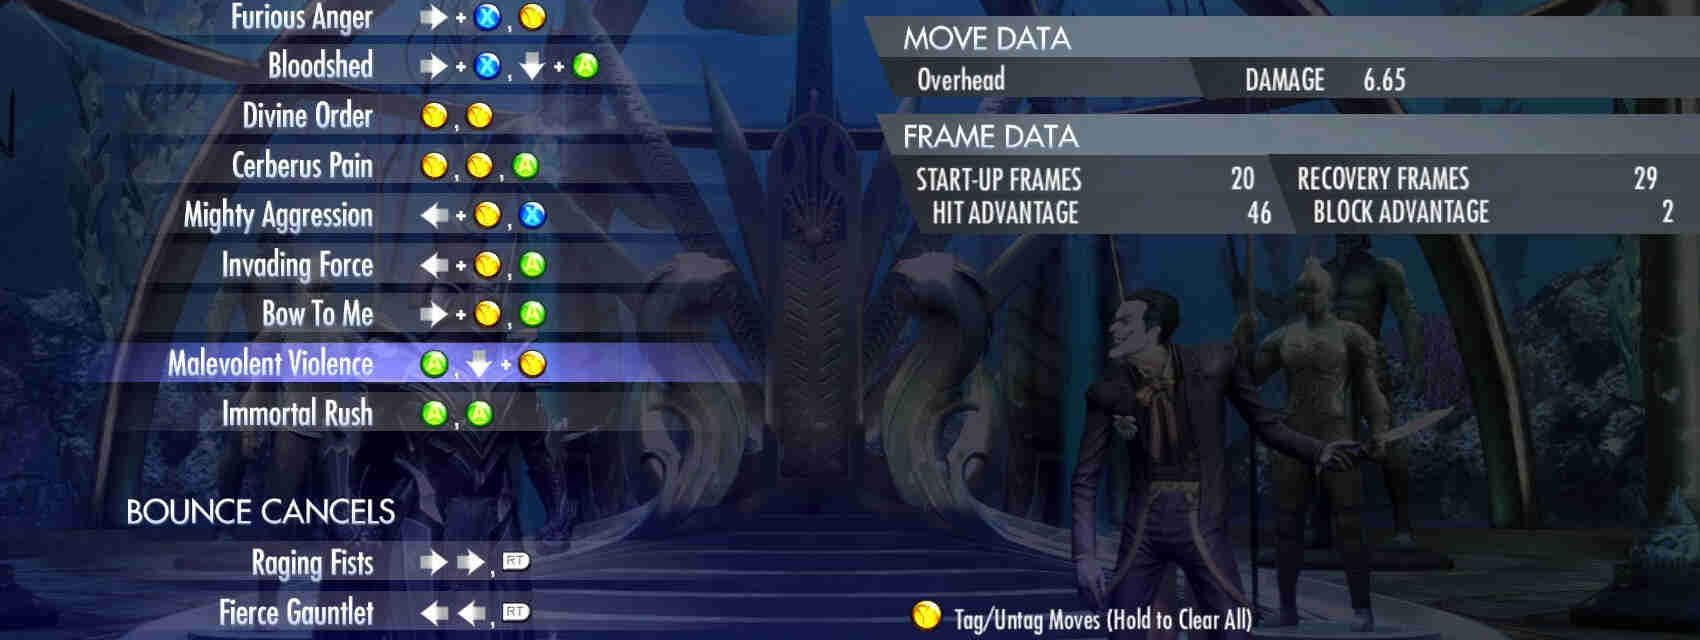 Furious Anger + X , Y
Bloodshed + X , + A
Divine Order Y , Y
Cerberus Pain Y , Y , A
Mighty Aggression + Y , X
Invading Force + Y , A
Bow To Me + Y , A
Malevolent Violence A , + Y
Immortal Rush A , A
BOUNCE CANCELS
Raging Fists , RT
Fierce Gauntlet , RT
MOVE DATA
Overhead DAMAGE 6.65
FRAME DATA
START-UP FRAMES 20 RECOVERY FRAMES 29
HIT ADVANTAGE 46 BLOCK ADVANTAGE 2
Y Tag/Untag Moves (Hold to Clear All)